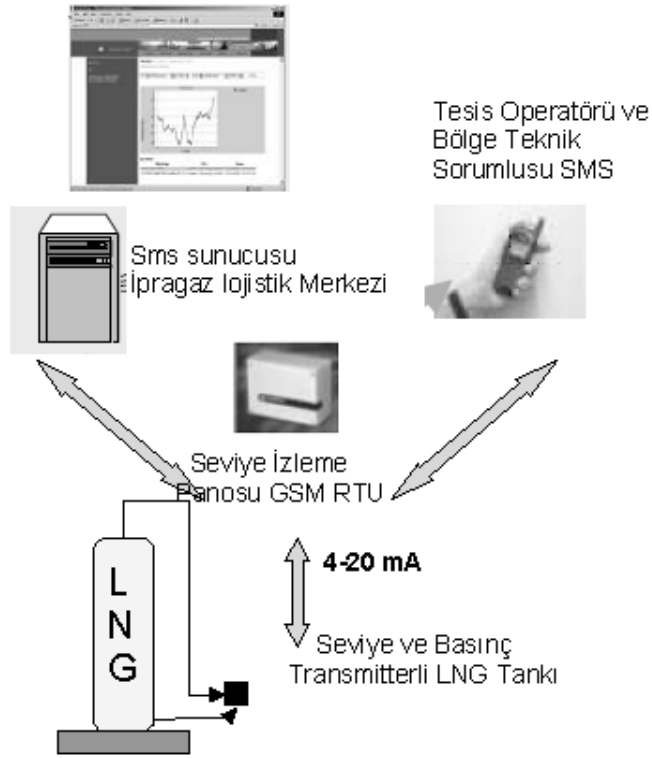 Tesis Operatörü ve
Bölge Teknik
Sorumlusu SMS
Sms sunucusu
İpragaz lojistik Merkezi
Seviye İzleme
Panosu GSM RTU
4-20 mA
Seviye ve Basınç
Transmitterli LNG Tankı
L
N
G